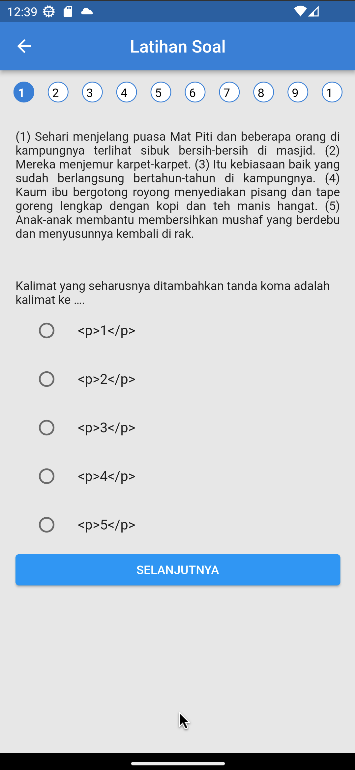 12:39
Latihan Soal
1 2 3 4 5 6 7 8 9 1
(1) Sehari menjelang puasa Mat Piti dan beberapa orang di
kampungnya terlihat sibuk bersih-bersih di masjid. (2)
Mereka menjemur karpet-karpet. (3) Itu kebiasaan baik yang
sudah berlangsung bertahun-tahun di kampungnya. (4)
Kaum ibu bergotong royong menyediakan pisang dan tape
goreng lengkap dengan kopi dan teh manis hangat. (5)
Anak-anak membantu membersihkan mushaf yang berdebu
dan menyusunnya kembali di rak.
Kalimat yang seharusnya ditambahkan tanda koma adalah
kalimat ke ....
<p>1</p>
<p>2</p>
<p>3</p>
<p>4</p>
<p>5</p>
SELANJUTNYA